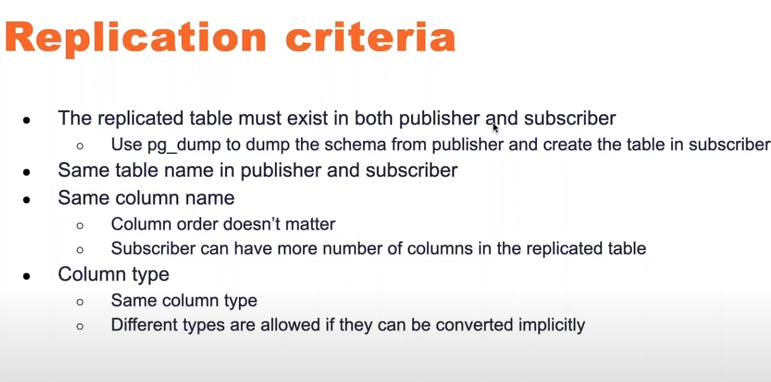 Replication criteria
● The replicated table must exist in both publisher and subscriber
○ Use pg_dump to dump the schema from publisher and create the table in subscriber
● Same table name in publisher and subscriber
● Same column name
○ Column order doesn’t matter
○ Subscriber can have more number of columns in the replicated table
● Column type
○ Same column type
○ Different types are allowed if they can be converted implicitly